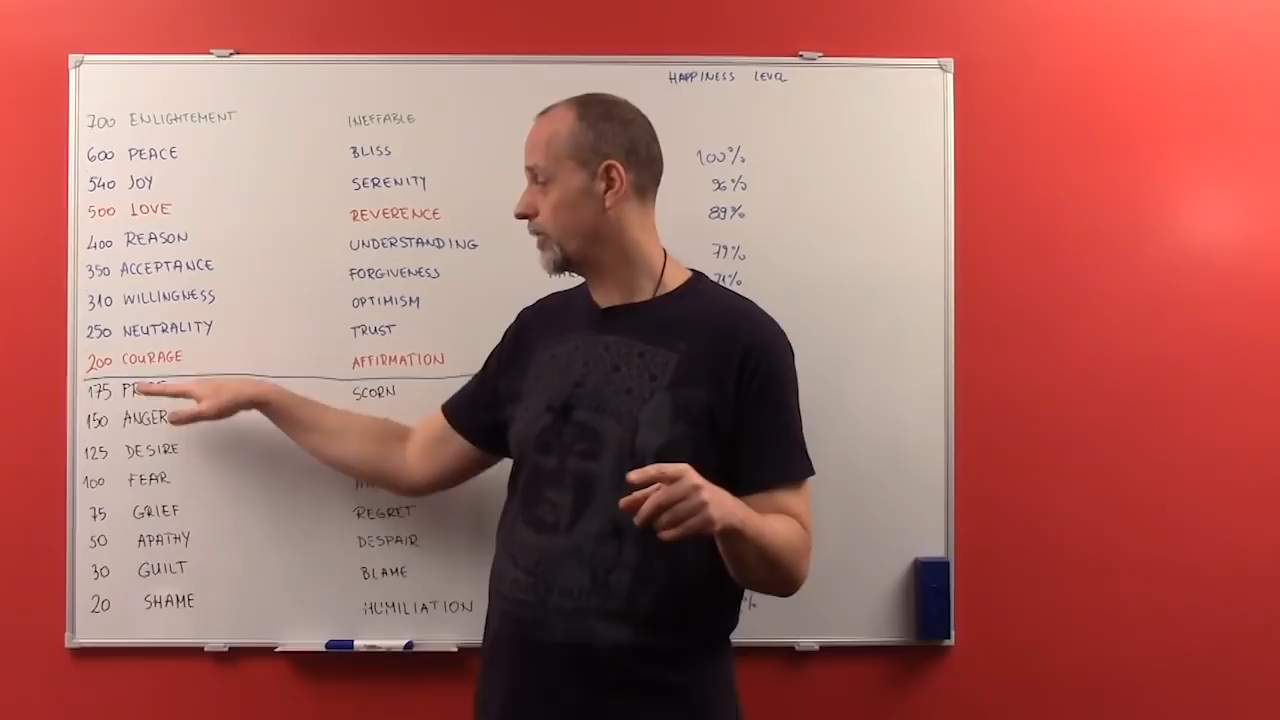 HAPPINESS LEVEL
700 ENLIGHTEMENT INEFFABLE
600 PEACE BLISS 100%
540 JOY SERENITY 96%
500 LOVE REVERENCE 89%
400 REASON UNDERSTANDING 79%
350 ACCEPTANCE FORGIVENESS 71%
310 WILLINGNESS OPTIMISM
250 NEUTRALITY TRUST
200 COURAGE AFFIRMATION
175 SCORN
150 ANGER
125 DESIRE
100 FEAR
75 GRIEF REGRET
50 APATHY DESPAIR
30 GUILT BLAME
20 SHAME HUMILIATION %